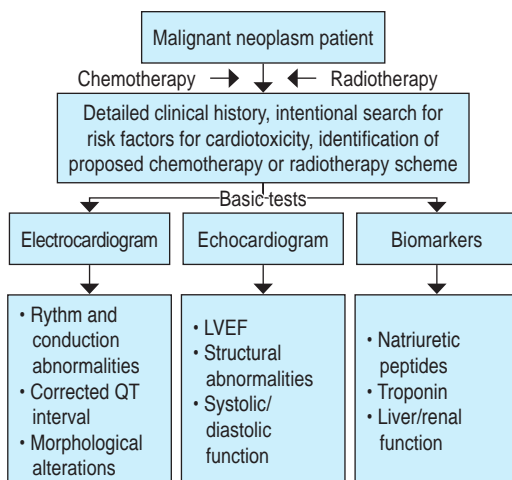 Malignant neoplasm patient
Chemotherapy Radiotherapy
Detailed clinical history, intentional search for
risk factors for cardiotoxicity, identification of
proposed chemotherapy or radiotherapy scheme
Basic tests
Electrocardiogram
Echocardiogram
Biomarkers
• Rythm and
conduction
abnormalities
• Corrected QT
interval
• Morphological
alterations
• LVEF
• Structural
abnormalities
• Systolic/
diastolic
function
• Natriuretic
peptides
• Troponin
• Liver/renal
function